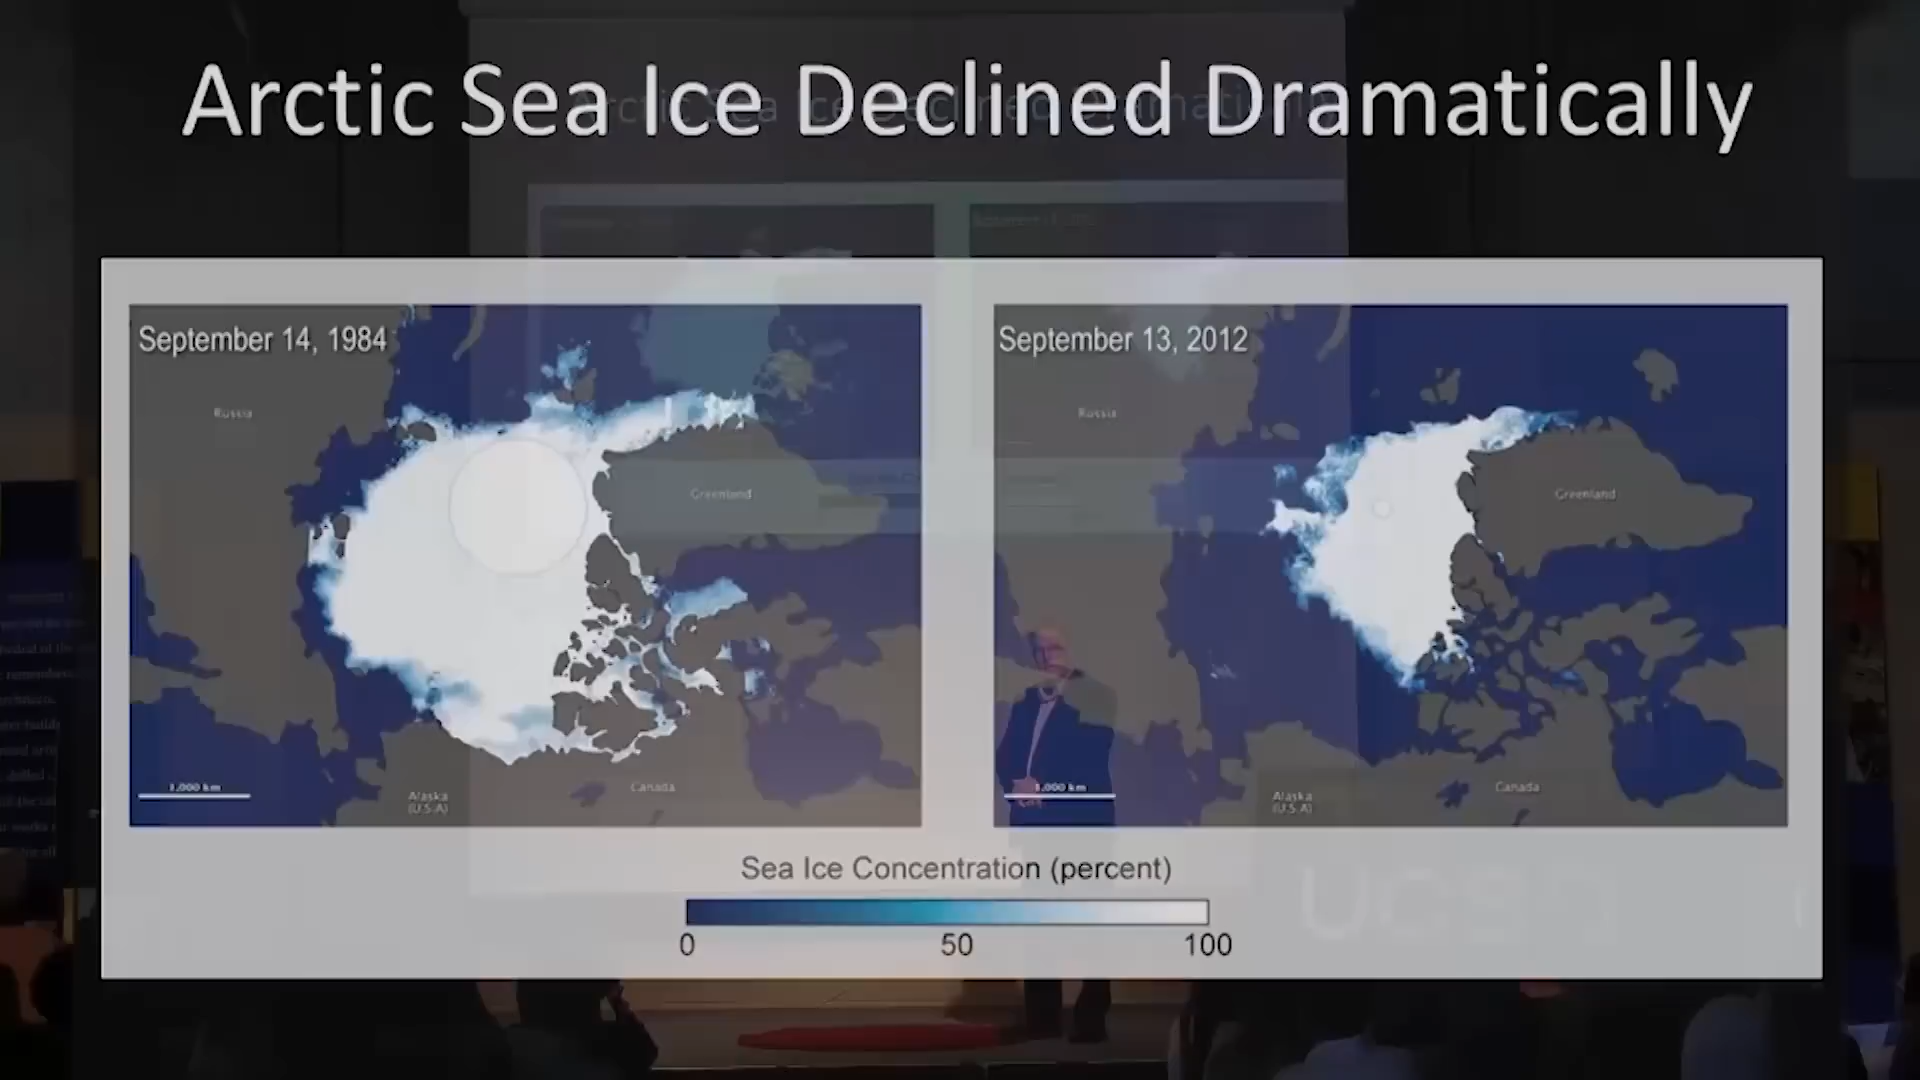 Arctic Sea Ice Declined Dramatically
September 14, 1984
Russia
Greenland
1,000 km
Alaska
(U.S.A)
Canada
September 13, 2012
Russia
Greenland
1,000 km
Alaska
(U.S.A)
Canada
Sea Ice Concentration (percent)
0 50 100